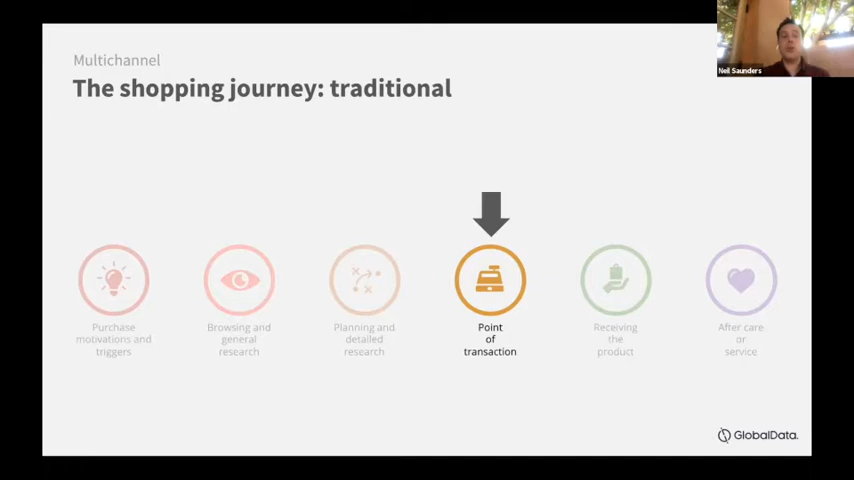 Multichannel
The shopping journey: traditional
Neil Saunders
Purchase
motivations and
triggers
Browsing and
general
research
Planning and
detailed
research
Point
of
transaction
Receiving
the
product
After care
or
service
GlobalData.